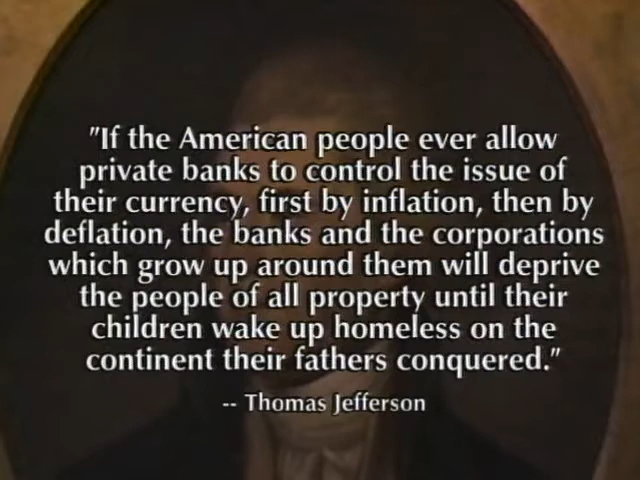 "If the American people ever allow
private banks to control the issue of
their currency, first by inflation, then by
deflation, the banks and the corporations
which grow up around them will deprive
the people of all property until their
children wake up homeless on the
continent their fathers conquered."
-- Thomas Jefferson